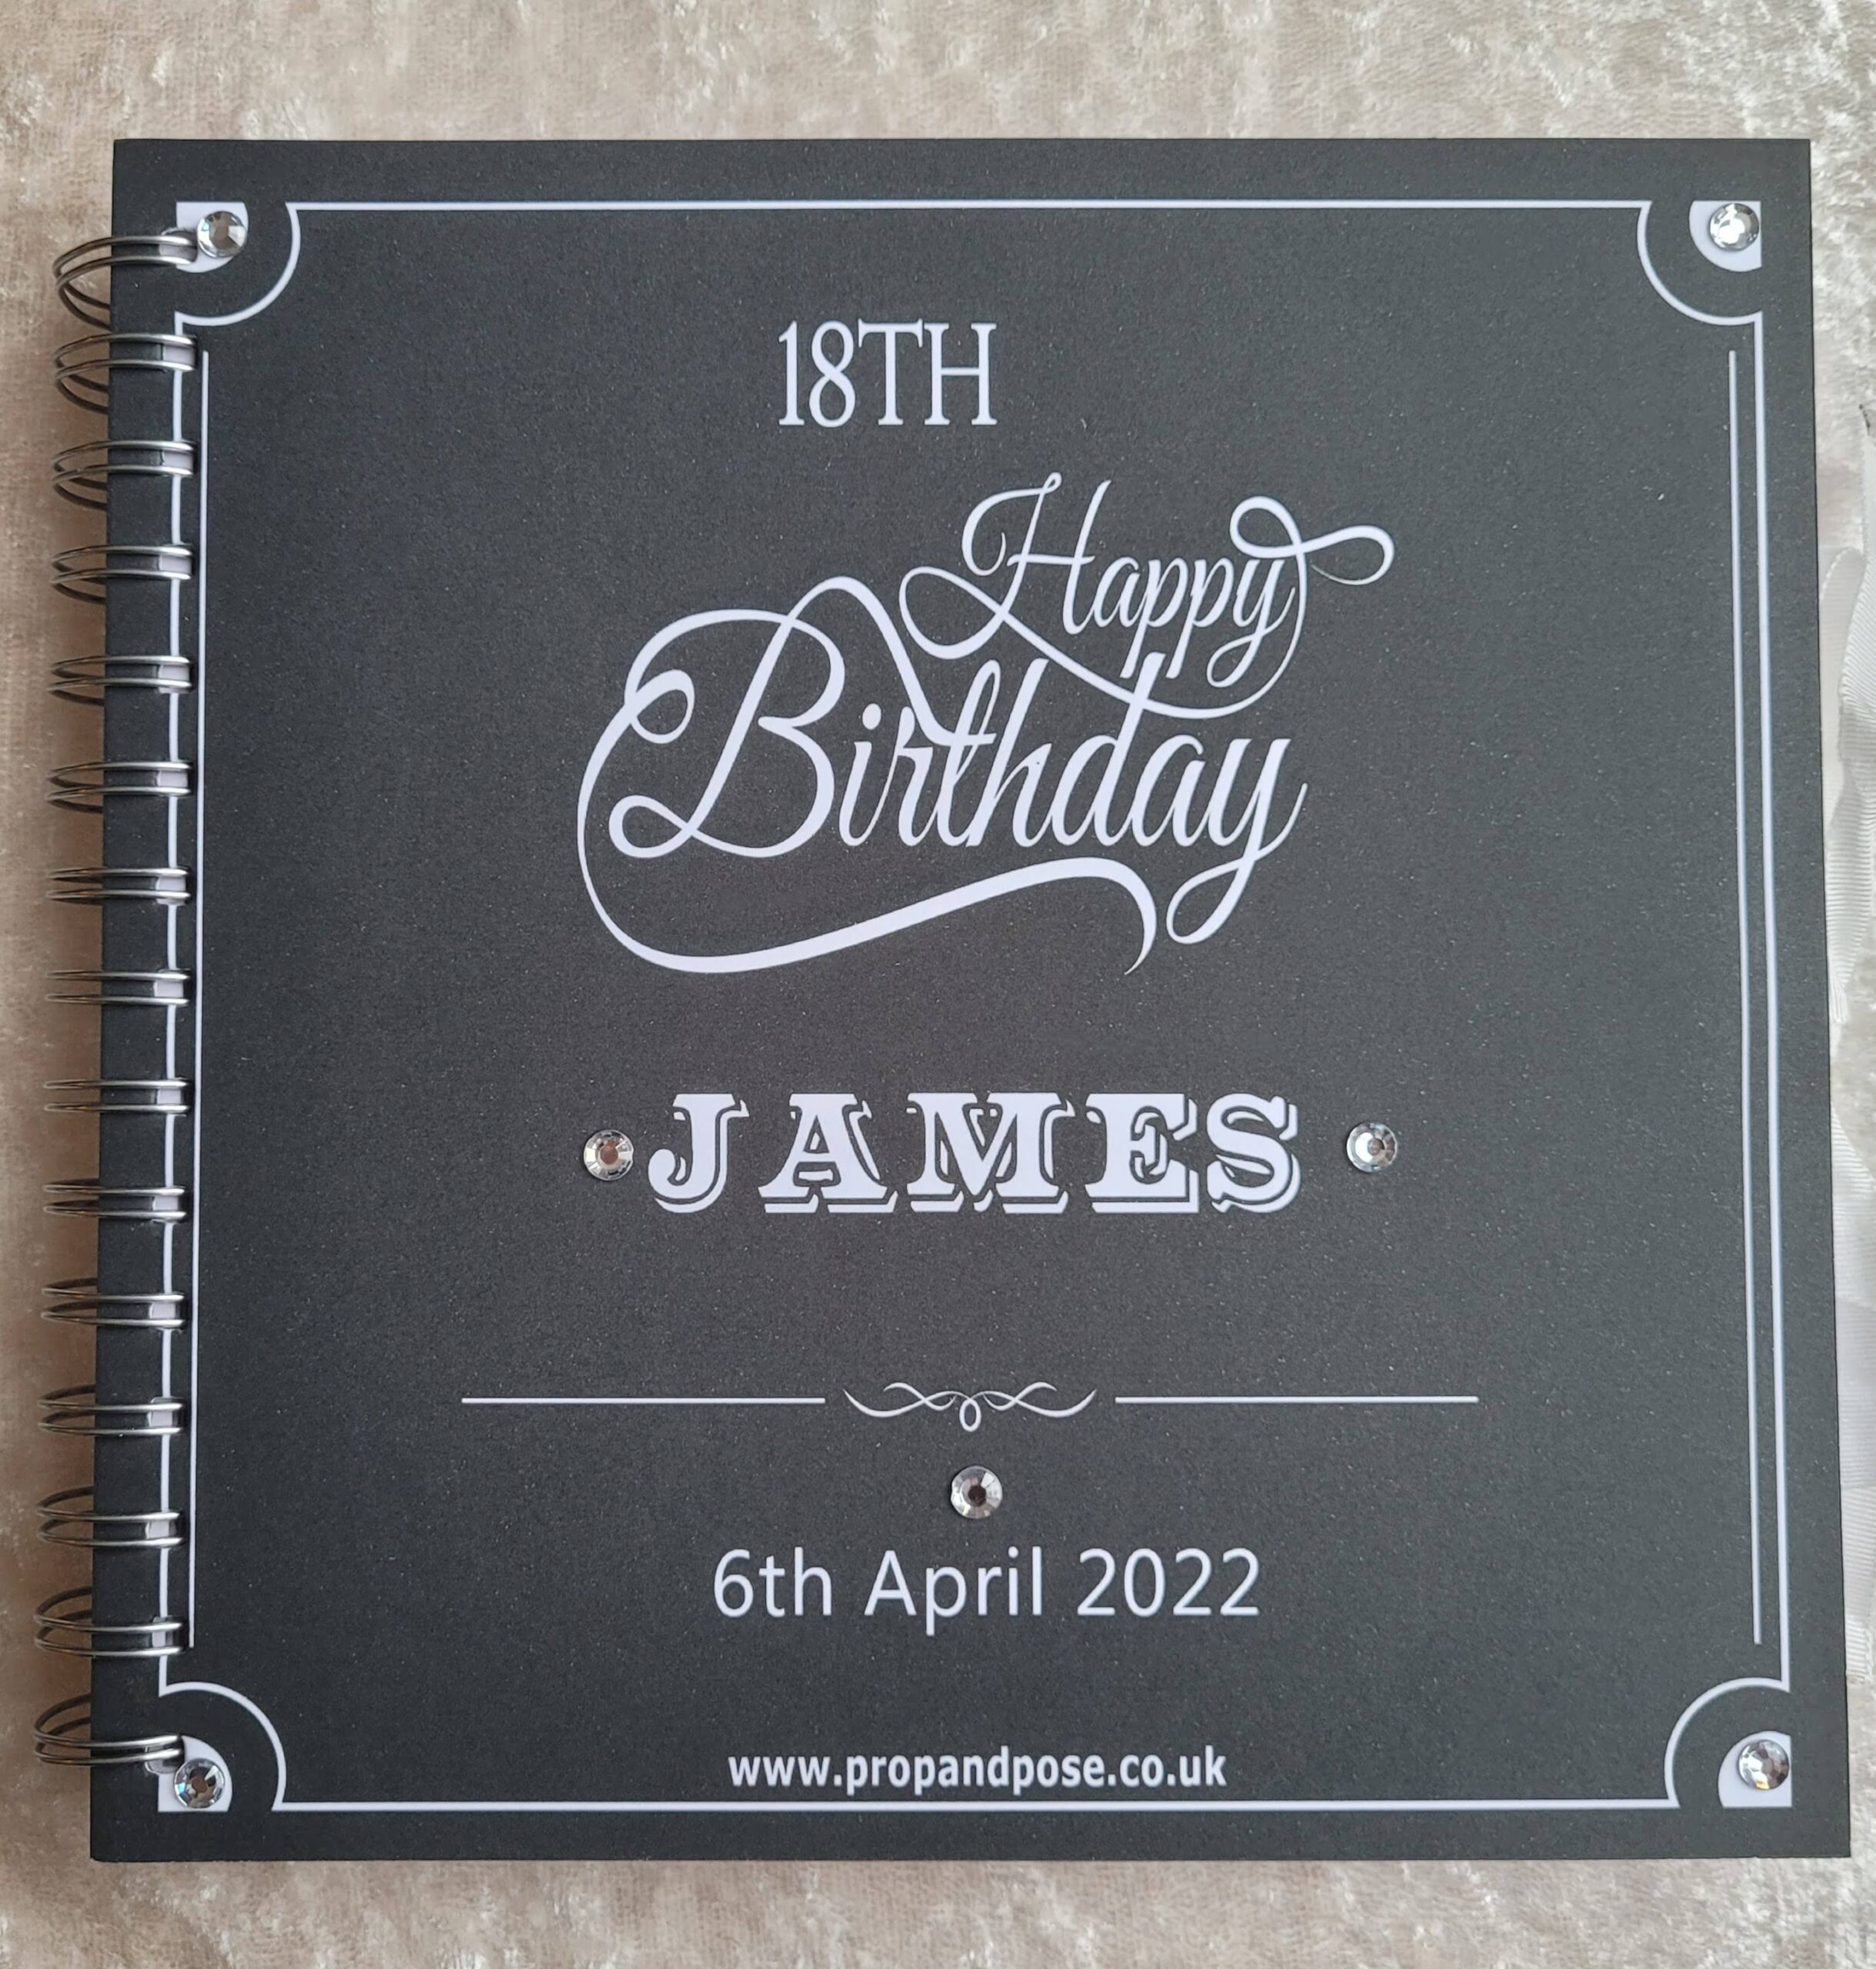 18TH
Happy
Birthday
JAMES
6th April 2022
www.propandpose.co.uk